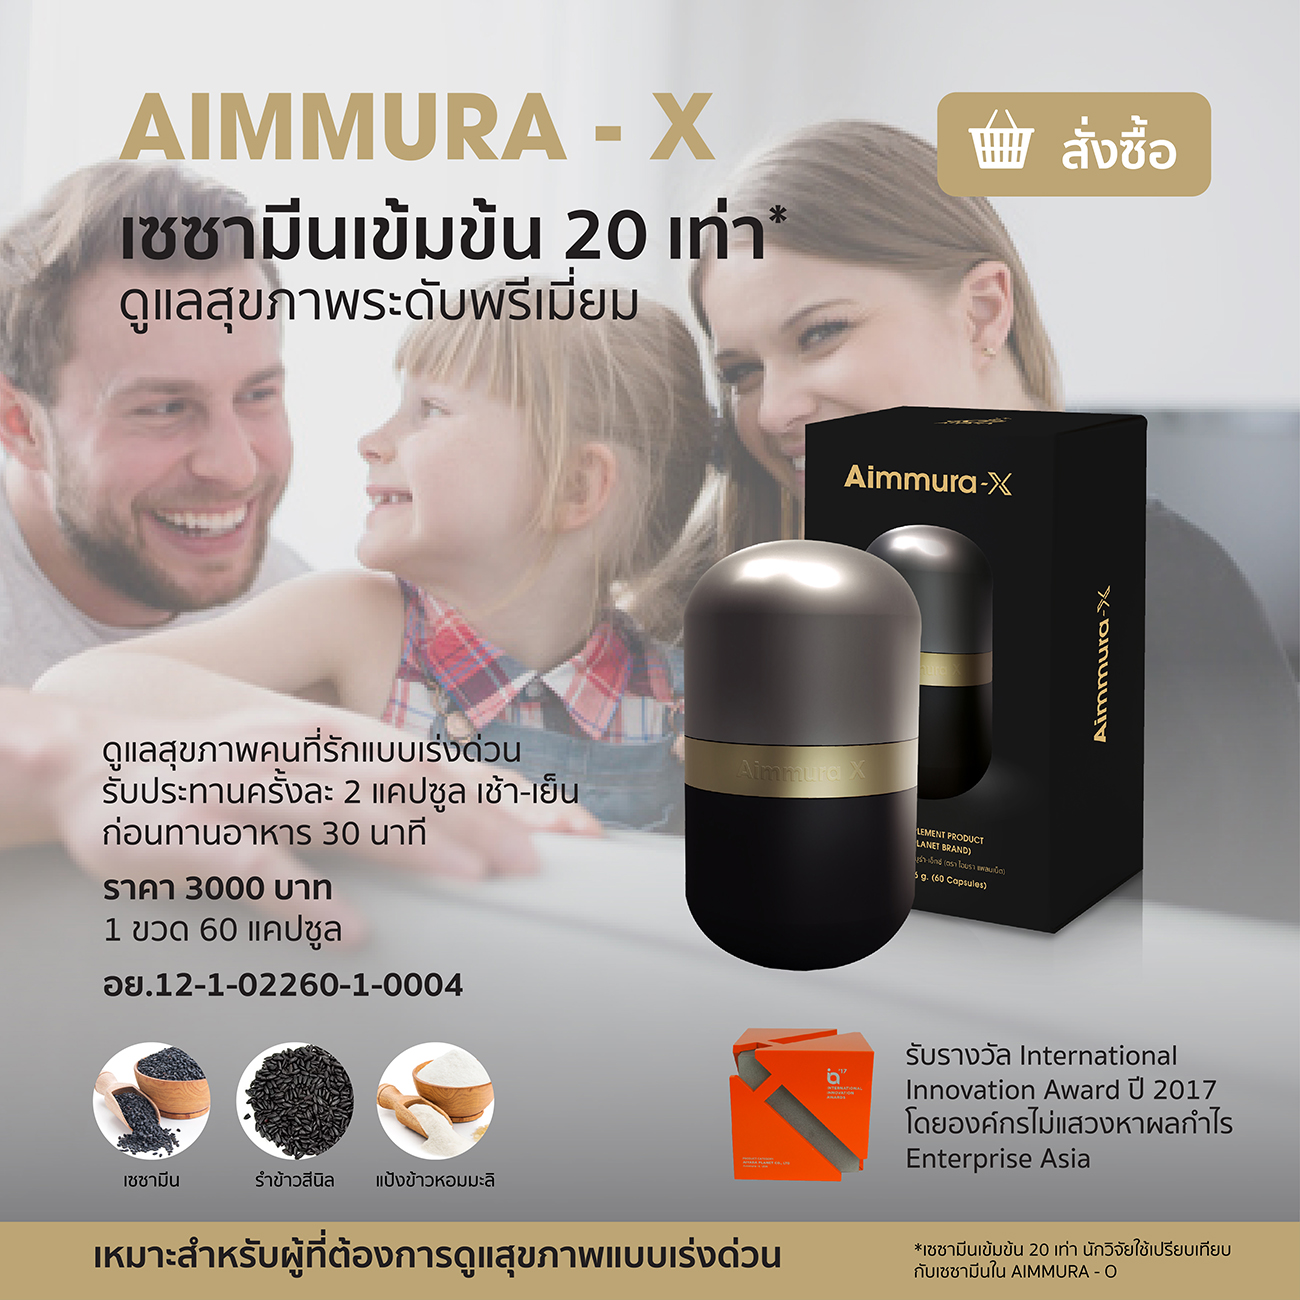 AIMMURA - X
สั่งซื้อ
เซซามีนเข้มข้น 20 เท่า*
ดูแลสุขภาพระดับพรีเมี่ยม
Aimmura-X
Aimmura-X
Aimmura X
PLEMENT PRODUCT
LANET BRAND)
6 g. (60 Capsules)
ดูแลสุขภาพคนที่รักแบบเร่งด่วน
รับประทานครั้งละ 2 แคปซูล เช้า-เย็น
ก่อนทานอาหาร 30 นาที
ราคา 3000 บาท
1 ขวด 60 แคปซูล
อย.12-1-02260-1-0004
เซซามีน
รำข้าวสีนิล
แป้งข้าวหอมมะลิ
ia '17
INTERNATIONAL
INNOVATION
AWARDS
รับรางวัล International
Innovation Award ปี 2017
โดยองค์กรไม่แสวงหาผลกำไร
Enterprise Asia
เหมาะสำหรับผู้ที่ต้องการดูแสุขภาพแบบเร่งด่วน
*เซซามีนเข้มข้น 20 เท่า นักวิจัยใช้เปรียบเทียบ
กับเซซามีนใน AIMMURA - O